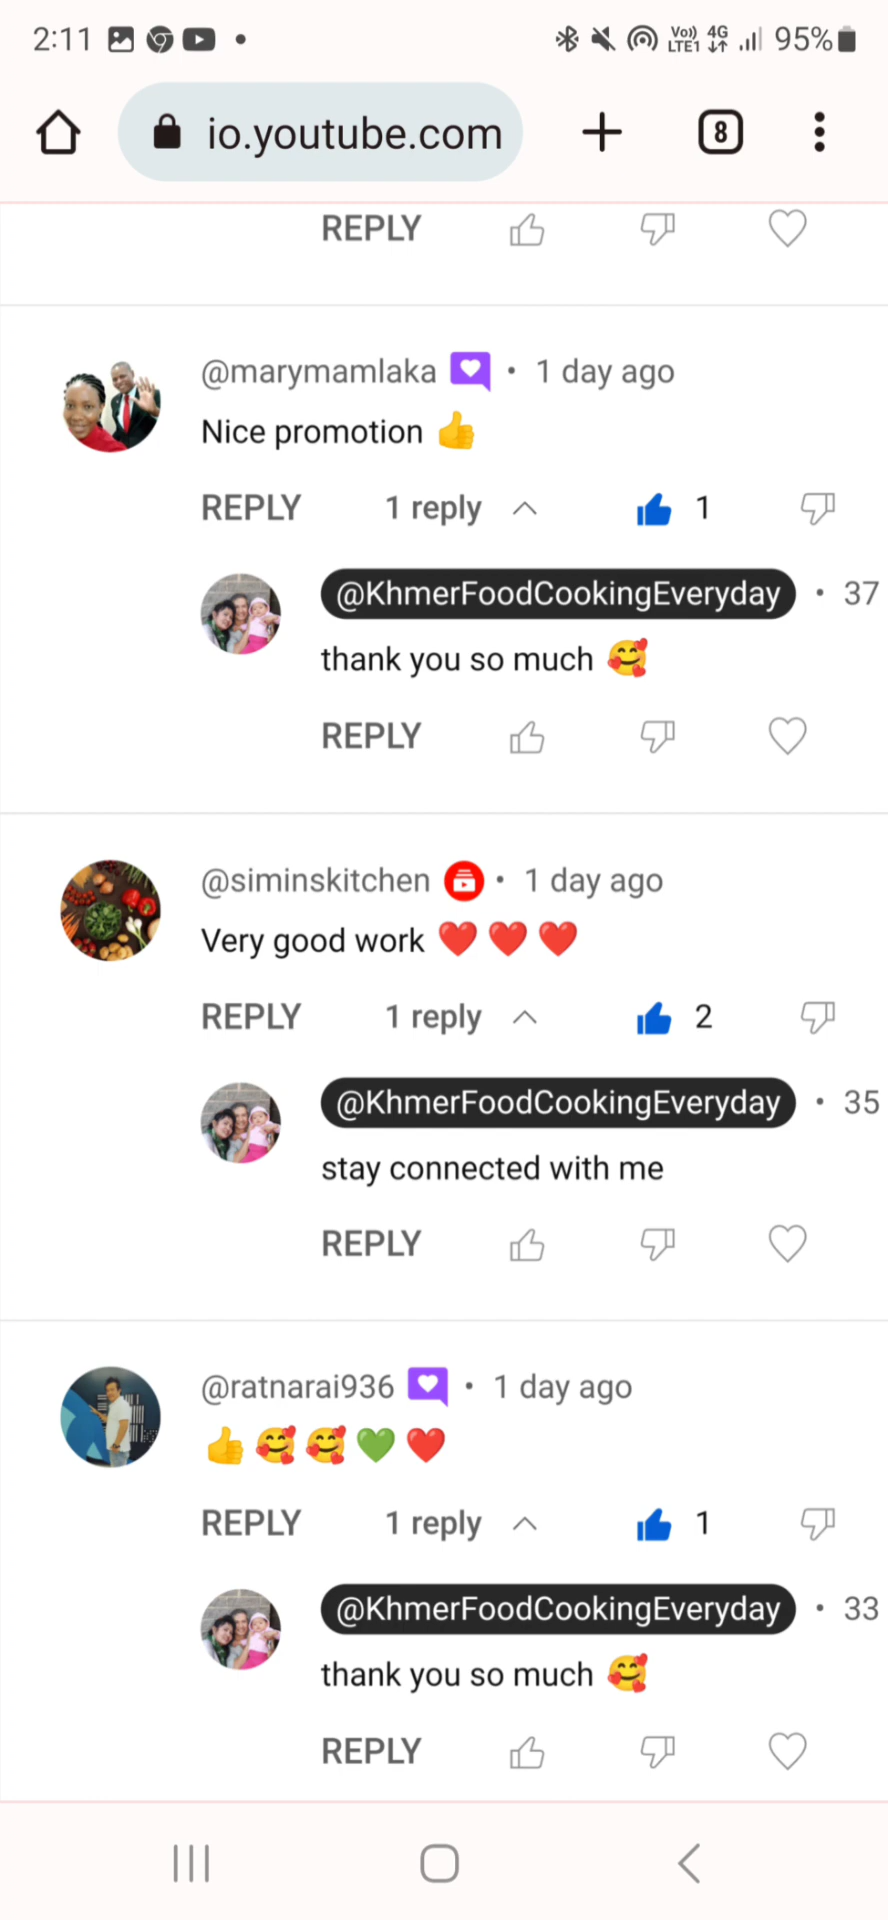 2:11 Vo)) LTE1 4G 95%
io.youtube.com 8
REPLY
@marymamlaka • 1 day ago
Nice promotion 👍
REPLY 1 reply 1
@KhmerFoodCookingEveryday • 37
thank you so much 🥰
REPLY
@siminskitchen • 1 day ago
Very good work ❤️ ❤️ ❤️
REPLY 1 reply 2
@KhmerFoodCookingEveryday • 35
stay connected with me
REPLY
@ratnarai936 • 1 day ago
👍 🥰 🥰 💚 ❤️
REPLY 1 reply 1
@KhmerFoodCookingEveryday • 33
thank you so much 🥰
REPLY